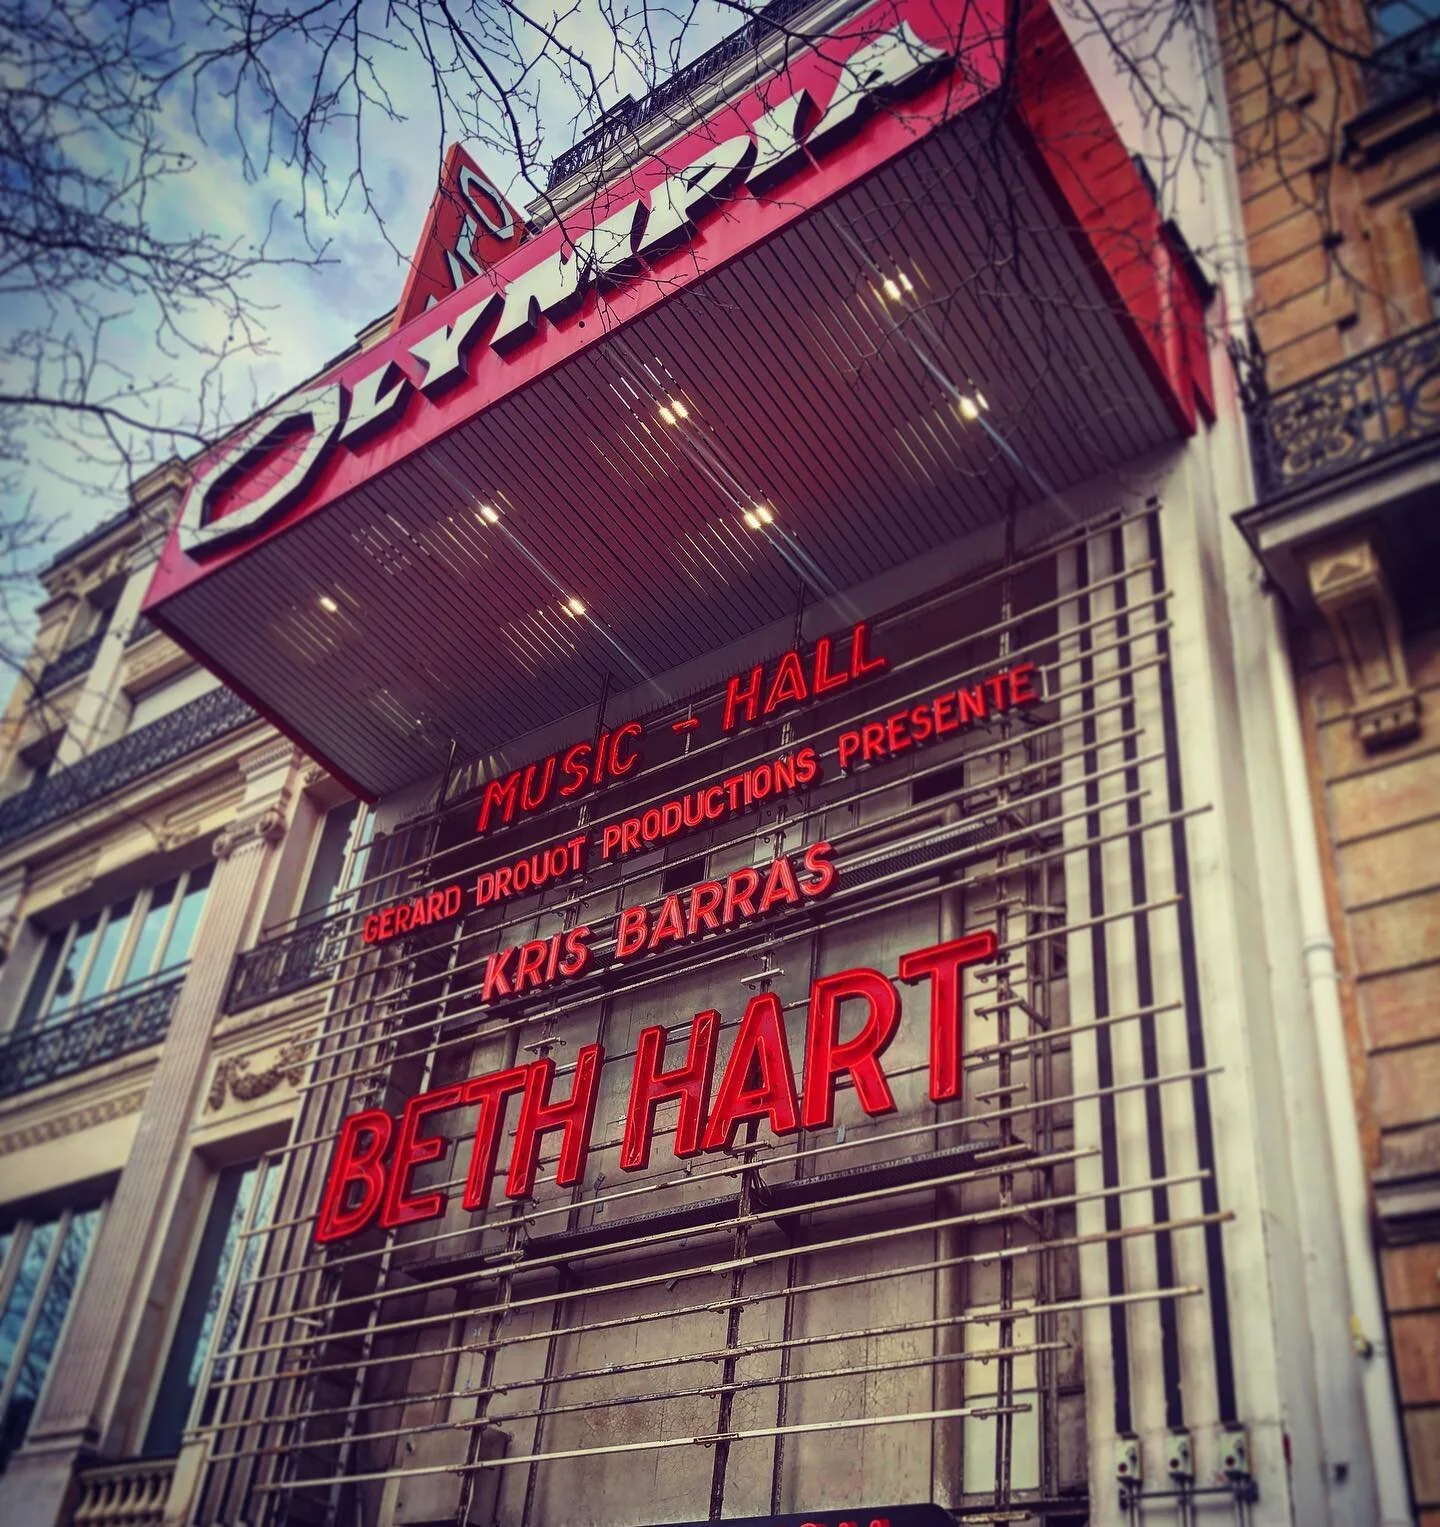 OLYMPIA
MUSIC - HALL
GERARD DROUOT PRODUCTIONS PRESENTE
KRIS BARRAS
BETH HART